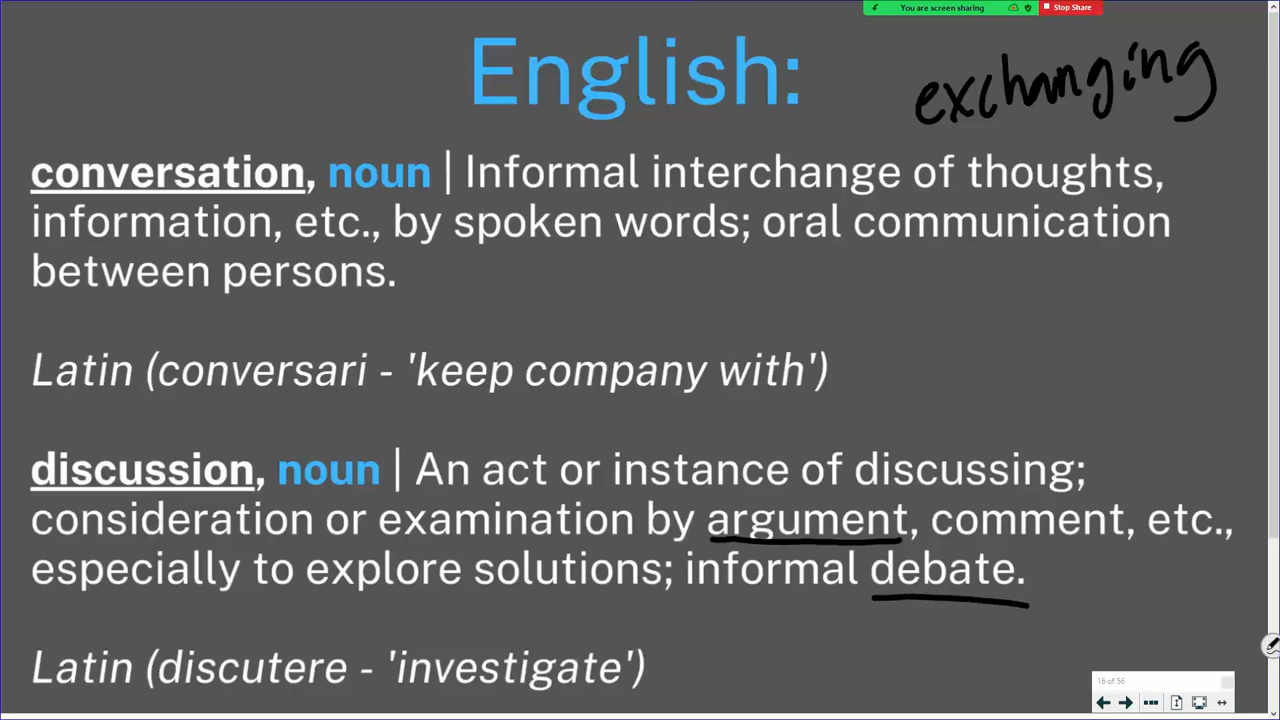 You are screen sharing Stop Share
English:
exchanging
conversation, noun | Informal interchange of thoughts,
information, etc., by spoken words; oral communication
between persons.
Latin (conversari - 'keep company with')
discussion, noun | An act or instance of discussing;
consideration or examination by argument, comment, etc.,
especially to explore solutions; informal debate.
Latin (discutere - 'investigate')
16 of 56